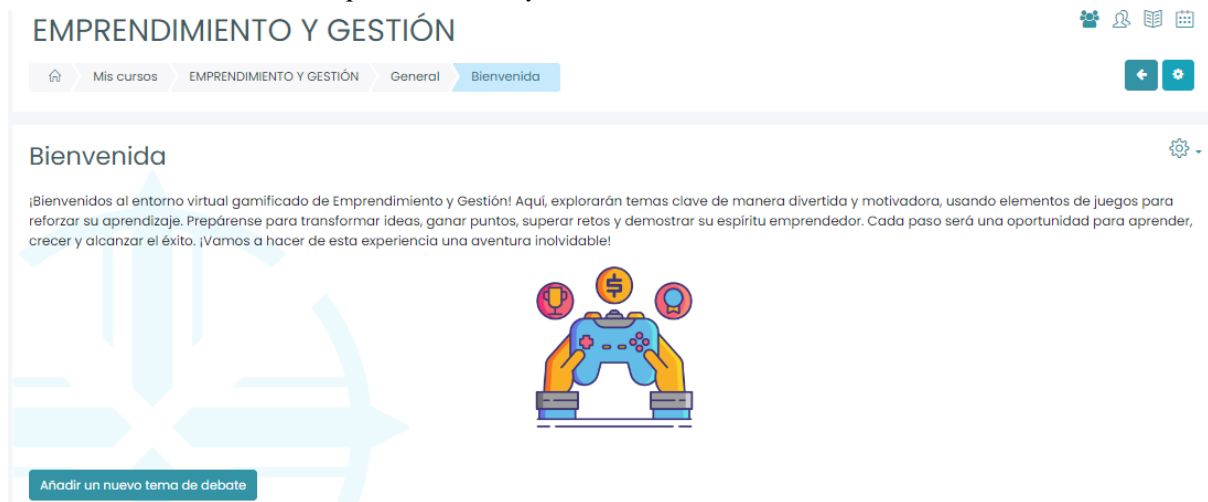 EMPRENDIMIENTO Y GESTIÓN
Mis cursos EMPRENDIMIENTO Y GESTIÓN General Bienvenida
Bienvenida
¡Bienvenidos al entorno virtual gamificado de Emprendimiento y Gestión! Aquí, explorarán temas clave de manera divertida y motivadora, usando elementos de juegos para
reforzar su aprendizaje. Prepárense para transformar ideas, ganar puntos, superar retos y demostrar su espíritu emprendedor. Cada paso será una oportunidad para aprender,
crecer y alcanzar el éxito. ¡Vamos a hacer de esta experiencia una aventura inolvidable!
$
Añadir un nuevo tema de debate